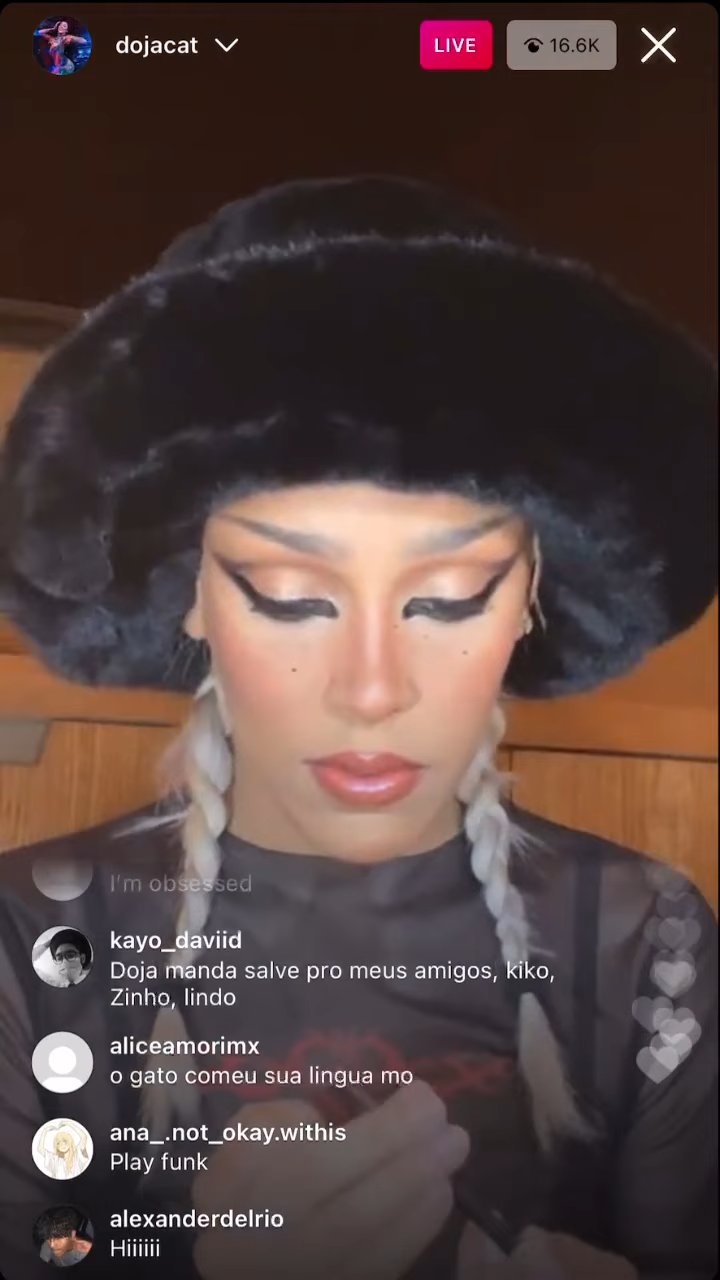 dojacat
LIVE
16.6K
I'm obsessed
kayo_daviid
Doja manda salve pro meus amigos, kiko,
Zinho, lindo
aliceamorimx
o gato comeu sua lingua mo
ana_.not_okay.withis
Play funk
alexanderdelrio
Hiiiiii